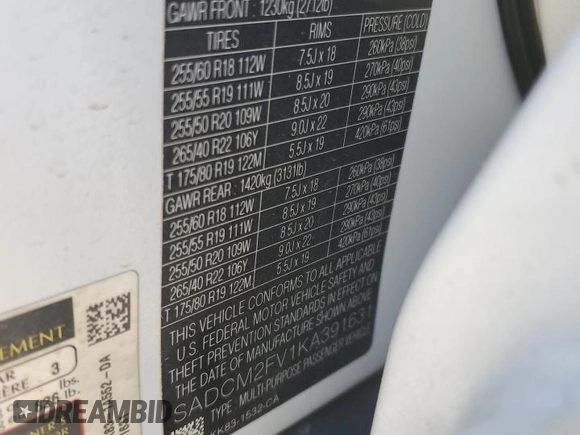 GAWR FRONT : 1230kg (2712lb)
TIRES RIMS PRESSURE (COLD)
255/60 R18 112W 7.5J x 18 260kPa (38psi)
255/55 R19 111W 8.5J x 19 270kPa (40psi)
255/50 R20 109W 8.5J x 20 290kPa (43psi)
265/40 R22 106Y 9.0J x 22 290kPa (43psi)
T 175/80 R19 122M 5.5J x 19 420kPa (61psi)
GAWR REAR : 1420kg (3131lb)
255/60 R18 112W 7.5J x 18 260kPa (38psi)
255/55 R19 111W 8.5J x 19 270kPa (40psi)
255/50 R20 109W 8.5J x 20 290kPa (43psi)
265/40 R22 106Y 9.0J x 22 290kPa (43psi)
T 175/80 R19 122M 5.5J x 19 420kPa (61psi)
THIS VEHICLE CONFORMS TO ALL APPLICABLE
U.S. FEDERAL MOTOR VEHICLE SAFETY AND
THEFT PREVENTION STANDARDS IN EFFECT
ON THE DATE OF MANUFACTURE SHOWN ABOVE
SADCM2FV1KA391631
TYPE : MULTI-PURPOSE PASSENGER VEHICLE
KK83-1532-CA
EMENT
AR
IÈRE 3
lbs.
DREAMBID.COM